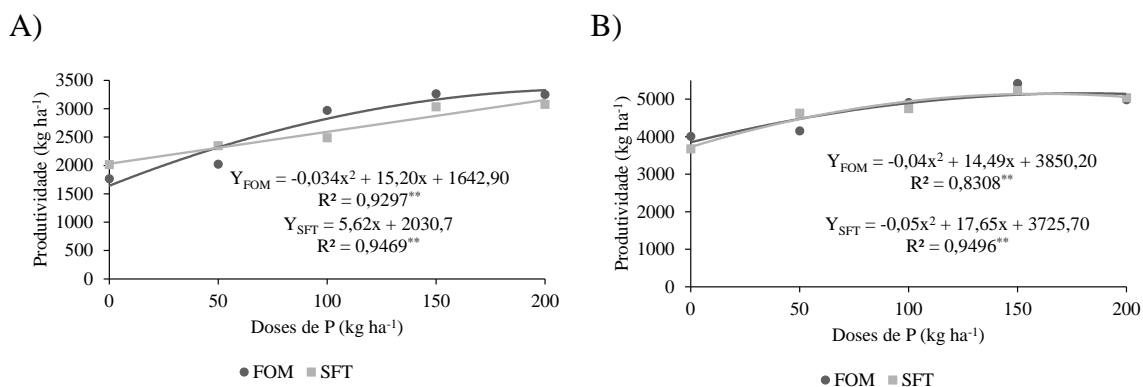 A)
3500
3000
2500
2000
1500
1000
500
0
Produtividade (kg ha⁻¹)
Y_FOM = -0,034x² + 15,20x + 1642,90
R² = 0,9297**
Y_SFT = 5,62x + 2030,7
R² = 0,9469**
0 50 100 150 200
Doses de P (kg ha⁻¹)
FOM SFT
B)
5000
4000
3000
2000
1000
0
Produtividade (kg ha⁻¹)
Y_FOM = -0,04x² + 14,49x + 3850,20
R² = 0,8308**
Y_SFT = -0,05x² + 17,65x + 3725,70
R² = 0,9496**
0 50 100 150 200
Doses de P (kg ha⁻¹)
FOM SFT